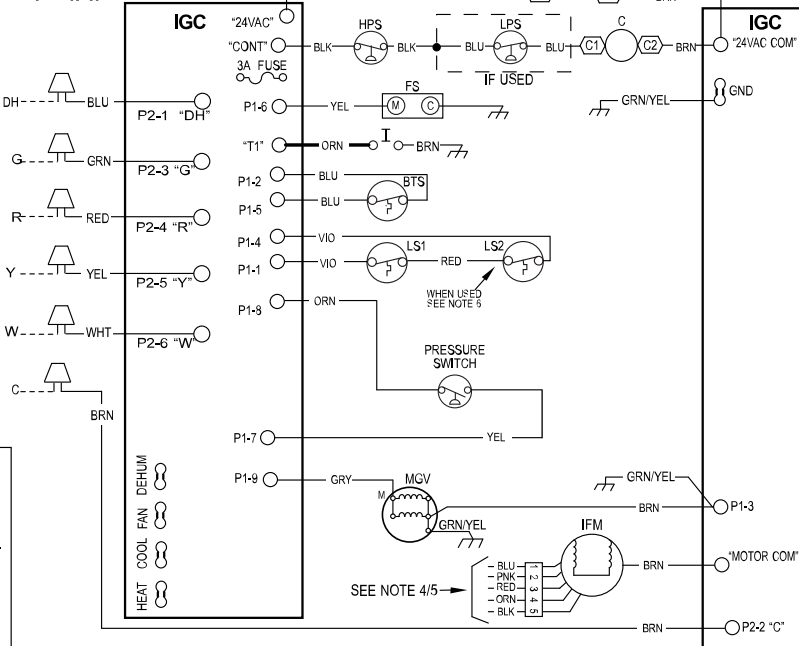 IGC
"24VAC"
"CONT"
3A FUSE
P1-6
"T1"
P1-2
P1-5
P1-4
P1-1
P1-8
P1-7
P1-9
DH
BLU
P2-1 "DH"
G
GRN
P2-3 "G"
R
RED
P2-4 "R"
Y
YEL
P2-5 "Y"
W
WHT
P2-6 "W"
C
BRN
DEHUM
FAN
COOL
HEAT
BLK
HPS
BLK
BLU
LPS
BLU
IF USED
C1
C
C2
BRN
BRN
IGC
"24VAC COM"
YEL
FS
M
C
GRN/YEL
GND
ORN
I
BRN
BLU
BTS
BLU
VIO
VIO
LS1
RED
LS2
WHEN USED
SEE NOTE 6
ORN
PRESSURE
SWITCH
YEL
GRY
MGV
M
GRN/YEL
GRN/YEL
BRN
P1-3
SEE NOTE 4/5
BLU 1
PNK 2
RED 3
ORN 4
BLK 5
IFM
BRN
"MOTOR COM"
BRN
P2-2 "C"